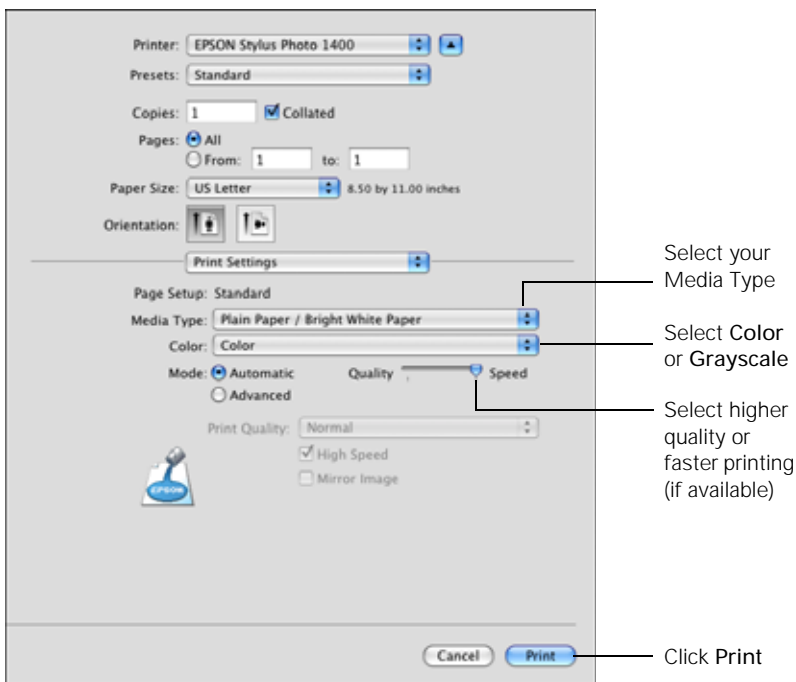 Printer: EPSON Stylus Photo 1400
Presets: Standard
Copies: 1 Collated
Pages: All
From: 1 to: 1
Paper Size: US Letter 8.50 by 11.00 inches
Orientation:
Print Settings
Page Setup: Standard
Media Type: Plain Paper / Bright White Paper
Color: Color
Mode: Automatic Quality Speed
Advanced
Print Quality: Normal
High Speed
Mirror Image
EPSON
Cancel Print
Select your
Media Type
Select Color
or Grayscale
Select higher
quality or
faster printing
(if available)
Click Print